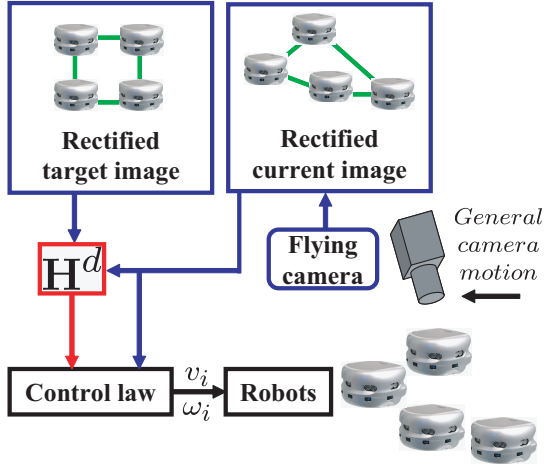 Rectified
target image
Rectified
current image
Flying
camera
General
camera
motion
H^d
Control law
v_i
ω_i
Robots